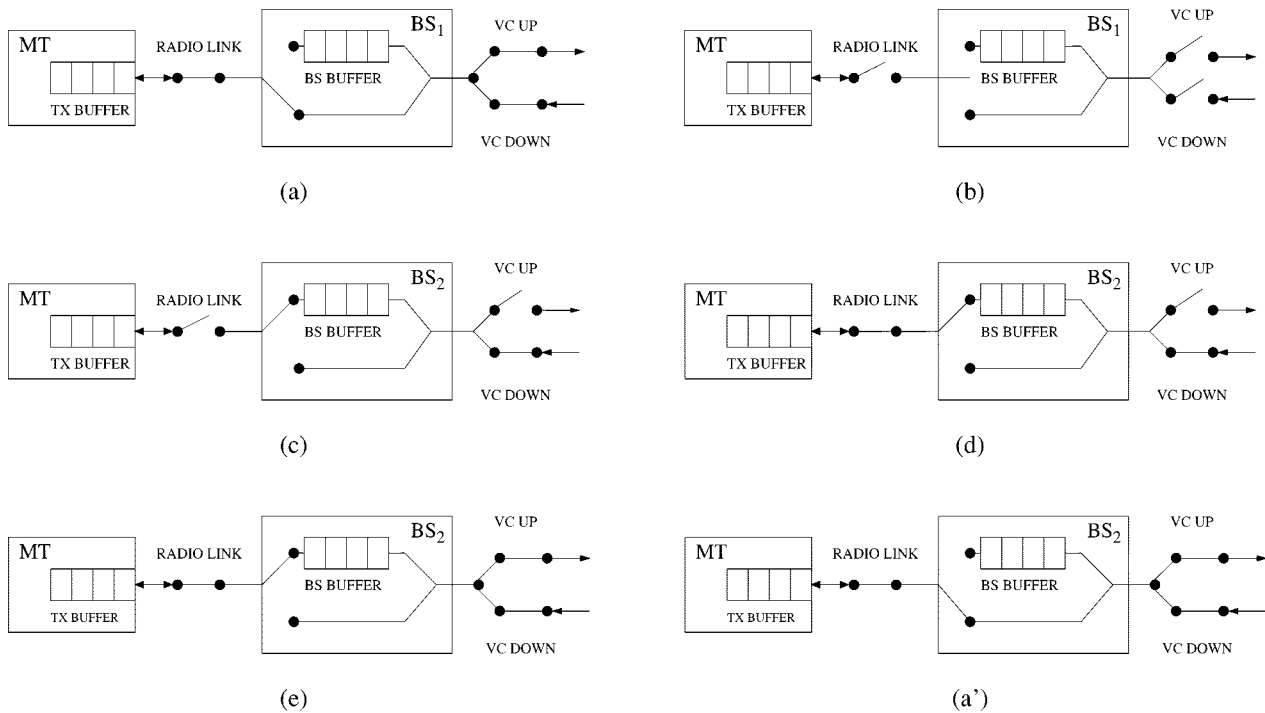 MT
TX BUFFER
RADIO LINK
BS1
BS BUFFER
VC UP
VC DOWN
(a)
MT
TX BUFFER
RADIO LINK
BS1
BS BUFFER
VC UP
VC DOWN
(b)
MT
TX BUFFER
RADIO LINK
BS2
BS BUFFER
VC UP
VC DOWN
(c)
MT
TX BUFFER
RADIO LINK
BS2
BS BUFFER
VC UP
VC DOWN
(d)
MT
TX BUFFER
RADIO LINK
BS2
BS BUFFER
VC UP
VC DOWN
(e)
MT
TX BUFFER
RADIO LINK
BS2
BS BUFFER
VC UP
VC DOWN
(a')